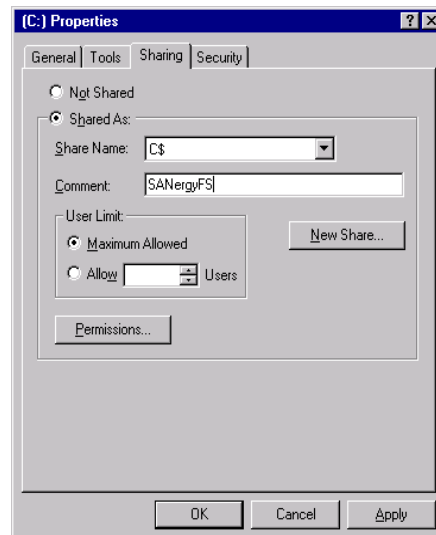 (C:) Properties
General Tools Sharing Security
Not Shared
Shared As:
Share Name: C$
Comment: SANergyFS
User Limit:
Maximum Allowed
Allow Users
New Share...
Permissions...
OK Cancel Apply